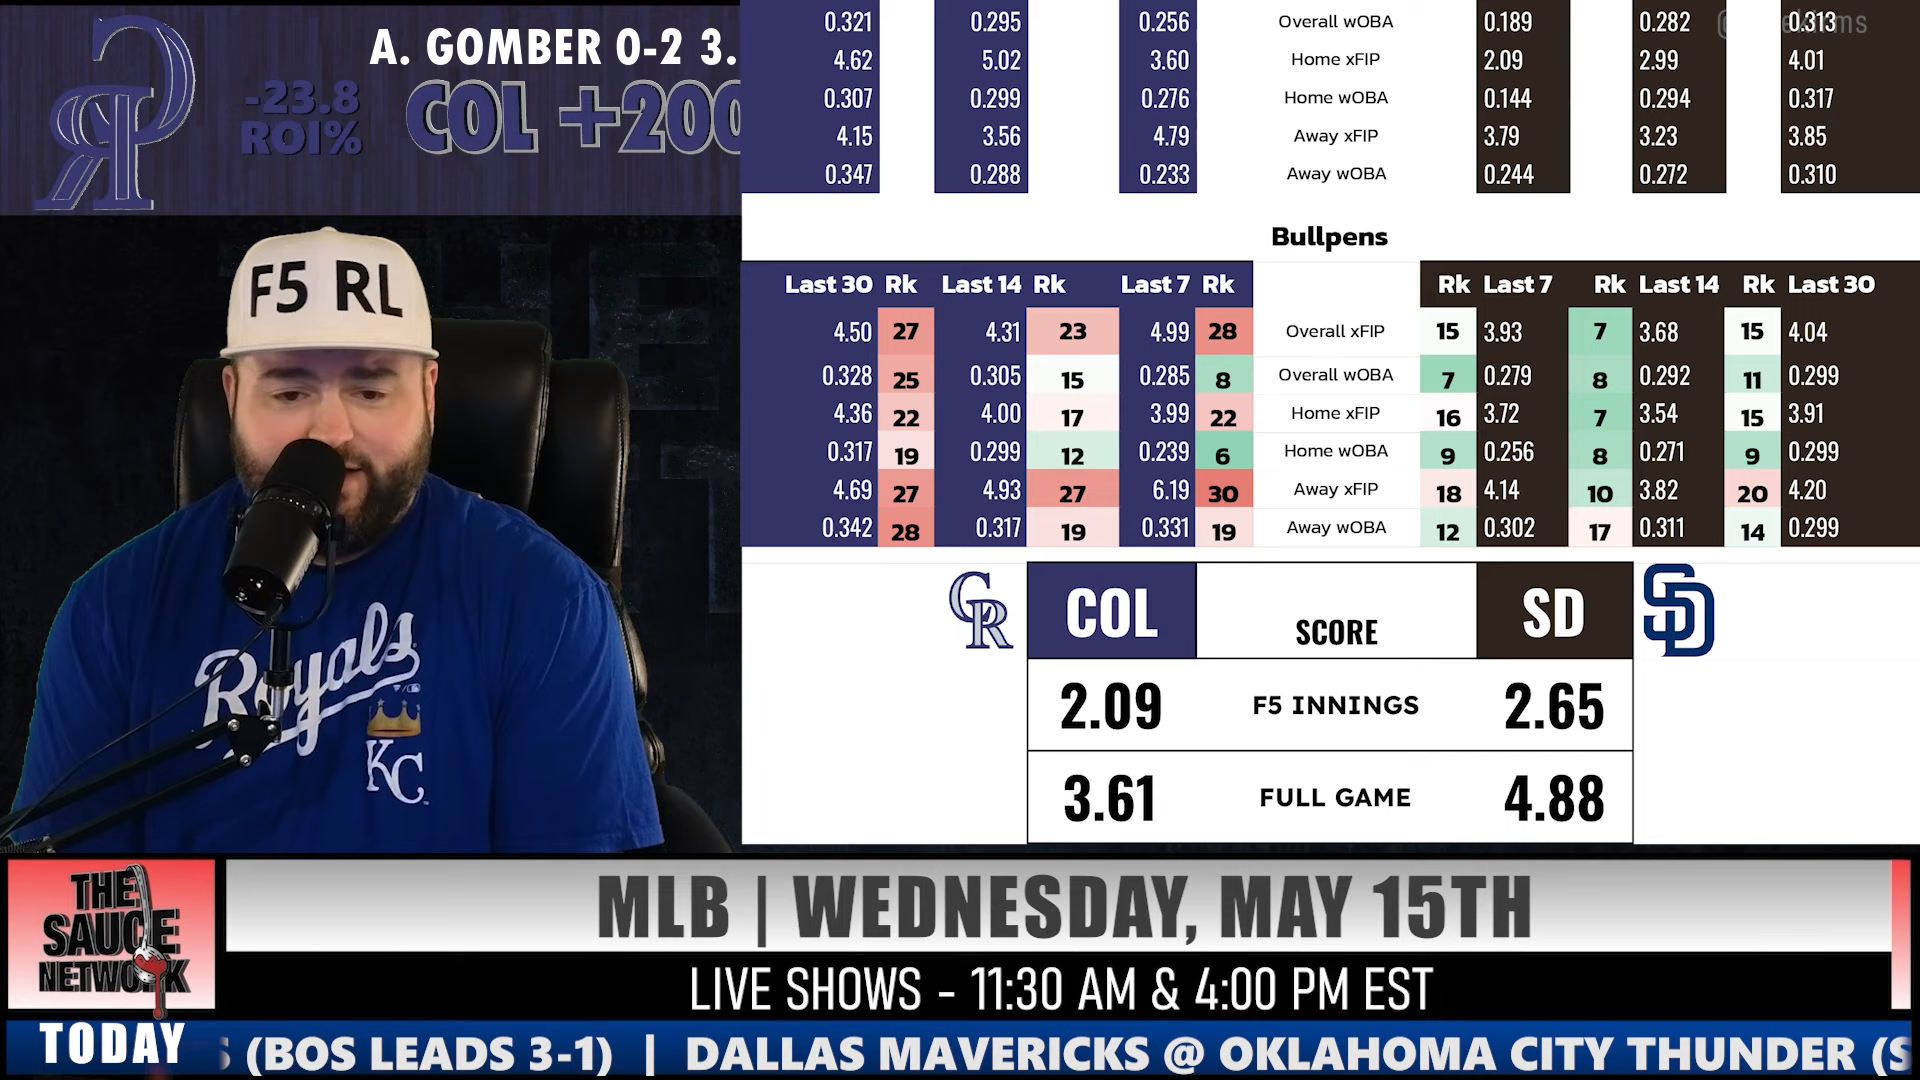 A. GOMBER 0-2 3.
-23.8
ROI%
COL +200
F5 RL
Royals
KC
0.321 0.295 0.256 Overall wOBA 0.189 0.282 0.313
4.62 5.02 3.60 Home xFIP 2.09 2.99 4.01
0.307 0.299 0.276 Home wOBA 0.144 0.294 0.317
4.15 3.56 4.79 Away xFIP 3.79 3.23 3.85
0.347 0.288 0.233 Away wOBA 0.244 0.272 0.310
Bullpens
Last 30 Rk Last 14 Rk Last 7 Rk Rk Last 7 Rk Last 14 Rk Last 30
4.50 27 4.31 23 4.99 28 Overall xFIP 15 3.93 7 3.68 15 4.04
0.328 25 0.305 15 0.285 8 Overall wOBA 7 0.279 8 0.292 11 0.299
4.36 22 4.00 17 3.99 22 Home xFIP 16 3.72 7 3.54 15 3.91
0.317 19 0.299 12 0.239 6 Home wOBA 9 0.256 8 0.271 9 0.299
4.69 27 4.93 27 6.19 30 Away xFIP 18 4.14 10 3.82 20 4.20
0.342 28 0.317 19 0.331 19 Away wOBA 12 0.302 17 0.311 14 0.299
CR COL SCORE SD SD
2.09 F5 INNINGS 2.65
3.61 FULL GAME 4.88
THE
SAUCE
NETWORK
MLB | WEDNESDAY, MAY 15TH
LIVE SHOWS - 11:30 AM & 4:00 PM EST
TODAY
S (BOS LEADS 3-1) | DALLAS MAVERICKS @ OKLAHOMA CITY THUNDER (S